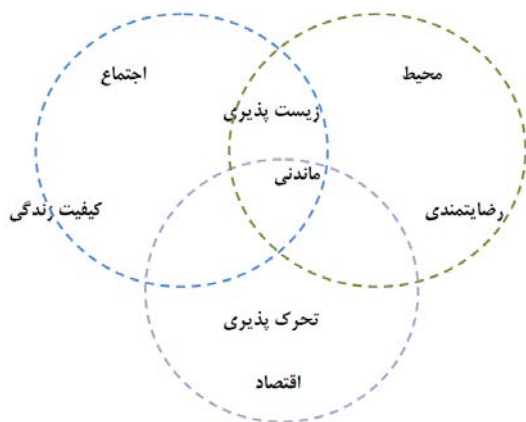 اجتماع
محیط
زیست پذیری
ماندنی
کیفیت زندگی
رضایتمندی
تحرک پذیری
اقتصاد